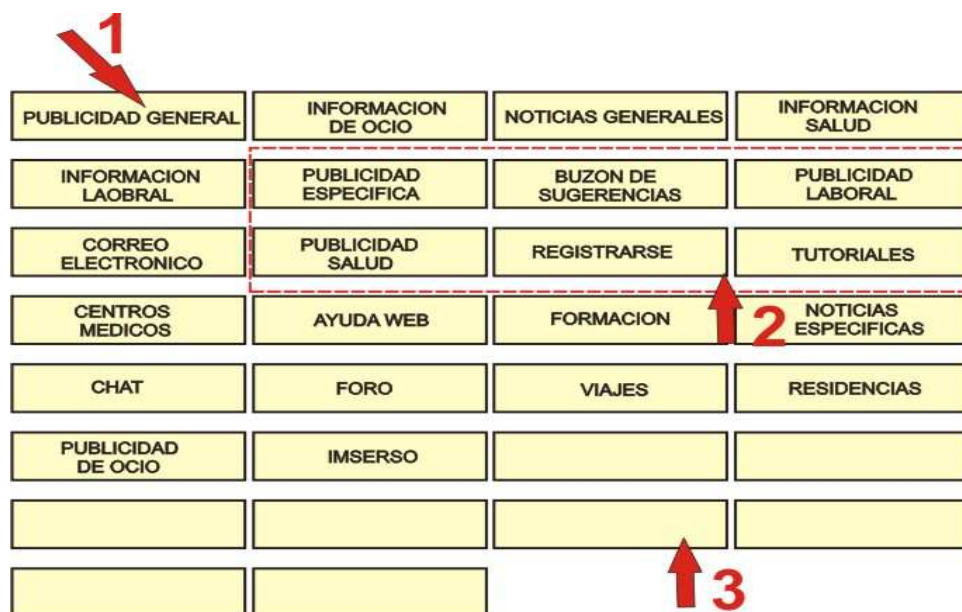 1
PUBLICIDAD GENERAL
INFORMACION
DE OCIO
NOTICIAS GENERALES
INFORMACION
SALUD
INFORMACION
LAOBRAL
PUBLICIDAD
ESPECIFICA
BUZON DE
SUGERENCIAS
PUBLICIDAD
LABORAL
CORREO
ELECTRONICO
PUBLICIDAD
SALUD
REGISTRARSE
TUTORIALES
CENTROS
MEDICOS
AYUDA WEB
FORMACION
2
NOTICIAS
ESPECIFICAS
CHAT
FORO
VIAJES
RESIDENCIAS
PUBLICIDAD
DE OCIO
IMSERSO
3